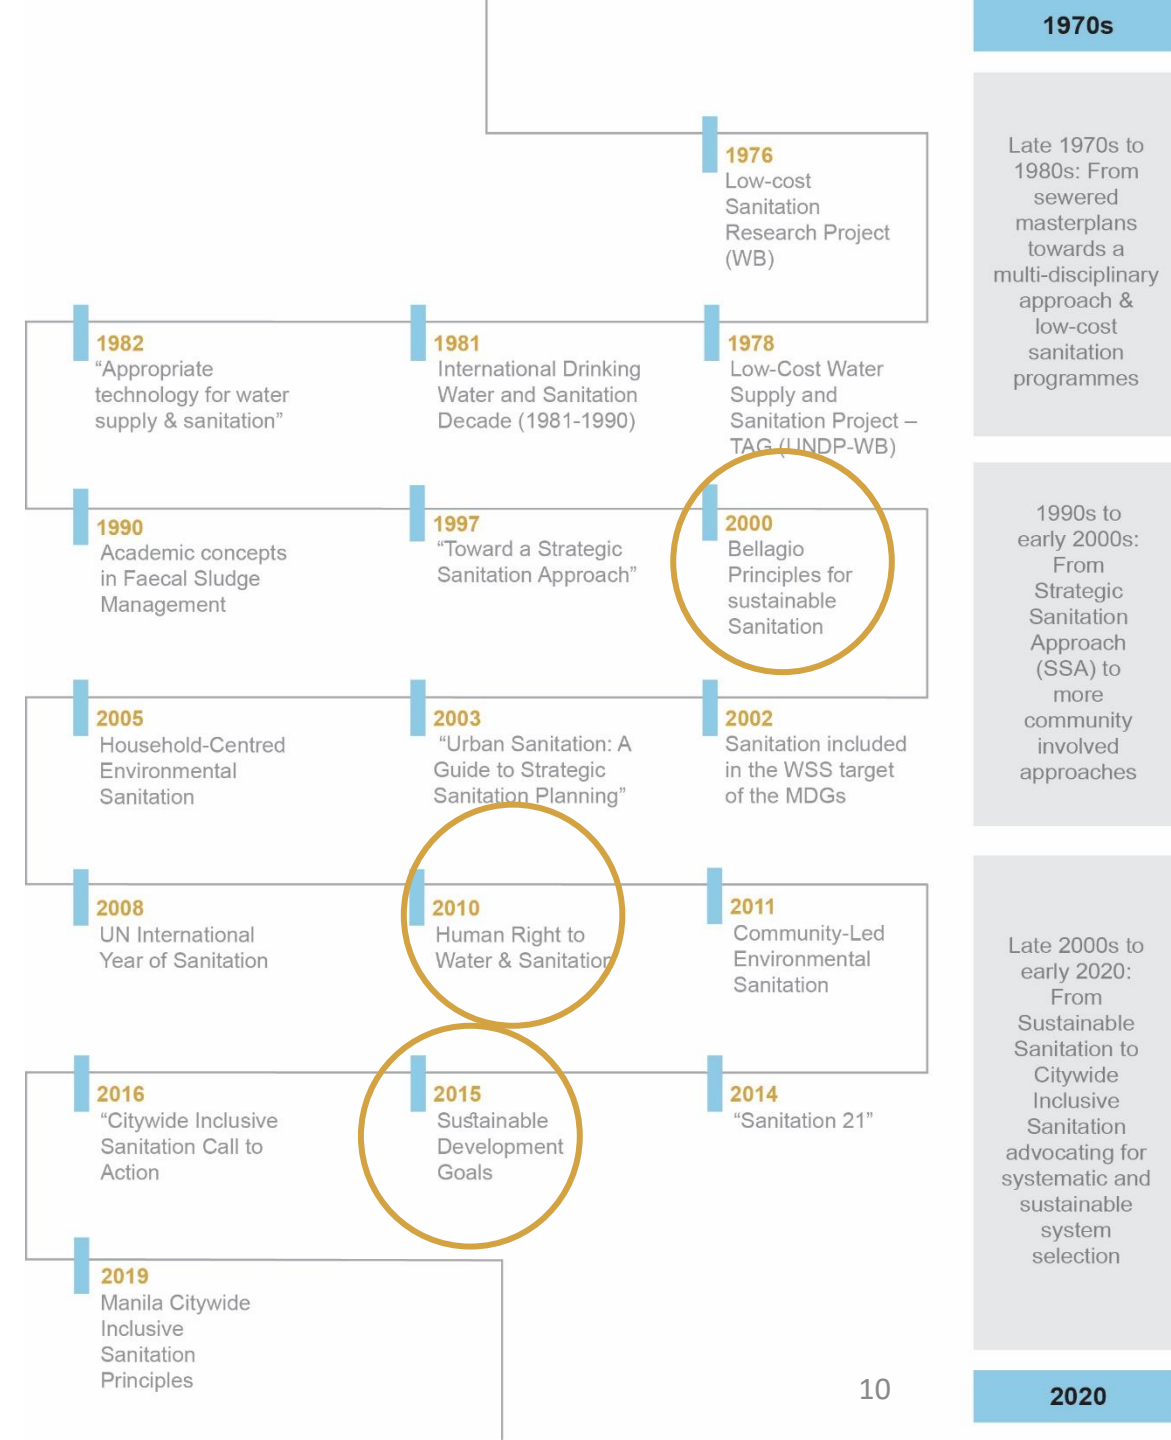 1970s
1976
Low-cost
Sanitation
Research Project
(WB)
Late 1970s to
1980s: From
sewered
masterplans
towards a
multi-disciplinary
approach &
low-cost
sanitation
programmes
1982
“Appropriate
technology for water
supply & sanitation”
1981
International Drinking
Water and Sanitation
Decade (1981-1990)
1978
Low-Cost Water
Supply and
Sanitation Project –
TAG (UNDP-WB)
1990
Academic concepts
in Faecal Sludge
Management
1997
“Toward a Strategic
Sanitation Approach”
2000
Bellagio
Principles for
sustainable
Sanitation
1990s to
early 2000s:
From
Strategic
Sanitation
Approach
(SSA) to
more
community
involved
approaches
2005
Household-Centred
Environmental
Sanitation
2003
“Urban Sanitation: A
Guide to Strategic
Sanitation Planning”
2002
Sanitation included
in the WSS target
of the MDGs
2008
UN International
Year of Sanitation
2010
Human Right to
Water & Sanitation
2011
Community-Led
Environmental
Sanitation
Late 2000s to
early 2020:
From
Sustainable
Sanitation to
Citywide
Inclusive
Sanitation
advocating for
systematic and
sustainable
system
selection
2016
“Citywide Inclusive
Sanitation Call to
Action
2015
Sustainable
Development
Goals
2014
“Sanitation 21”
2019
Manila Citywide
Inclusive
Sanitation
Principles
10
2020